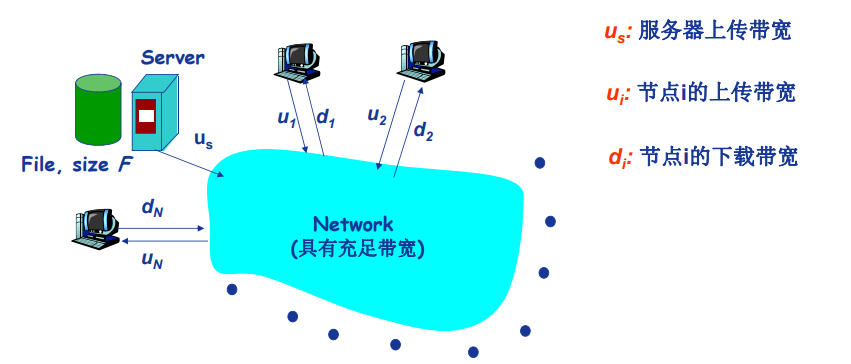 Server
File, size F
u_s
u_1
d_1
u_2
d_2
d_N
u_N
Network
(具有充足带宽)
u_s: 服务器上传带宽
u_i: 节点i的上传带宽
d_i: 节点i的下载带宽